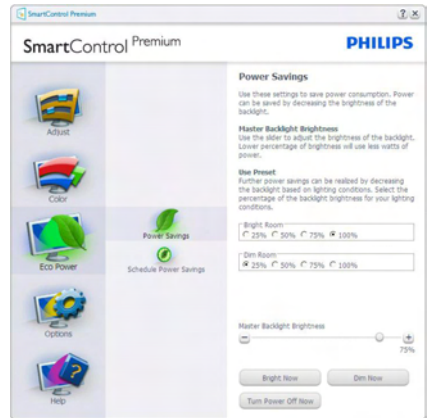 SmartControl Premium
SmartControl Premium
PHILIPS
Adjust
Color
Eco Power
Options
Help
Power Savings
Schedule Power Savings
Power Savings
Use these settings to save power consumption. Power
can be saved by decreasing the brightness of the
backlight.
Master Backlight Brightness
Use the slider to adjust the brightness of the backlight.
Lower percentage of brightness will use less watts of
power.
Use Preset
Further power savings can be realized by decreasing
the backlight based on lighting conditions. Select the
percentage of the backlight brightness for your lighting
conditions.
Bright Room
25% 50% 75% 100%
Dim Room
25% 50% 75% 100%
Master Backlight Brightness
75%
Bright Now Dim Now
Turn Power Off Now